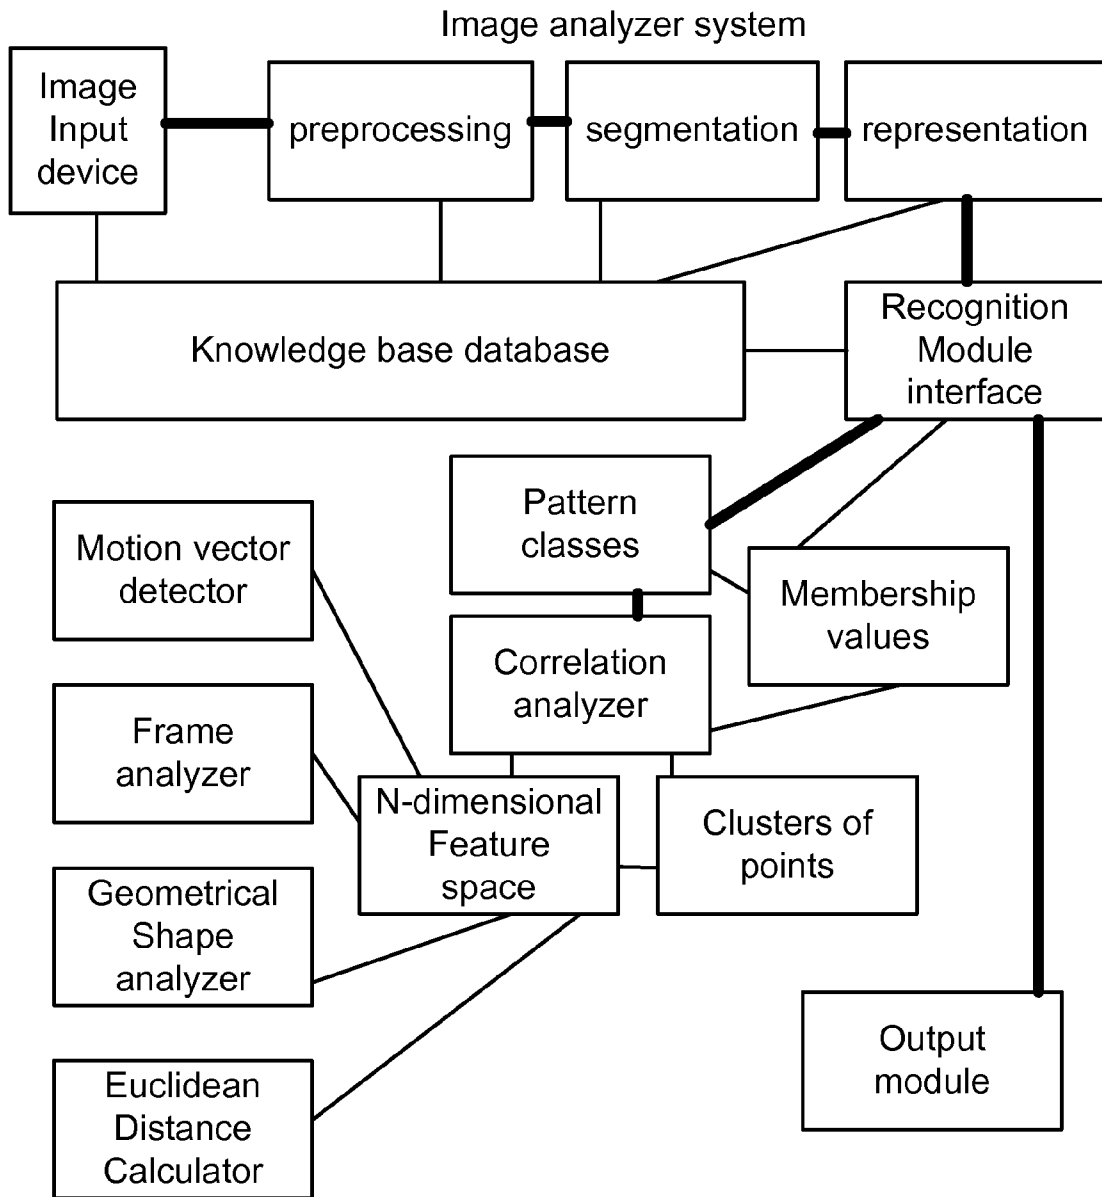 Image analyzer system
Image
Input
device
preprocessing
segmentation
representation
Knowledge base database
Recognition
Module
interface
Pattern
classes
Motion vector
detector
Membership
values
Correlation
analyzer
Frame
analyzer
N-dimensional
Feature
space
Clusters of
points
Geometrical
Shape
analyzer
Output
module
Euclidean
Distance
Calculator